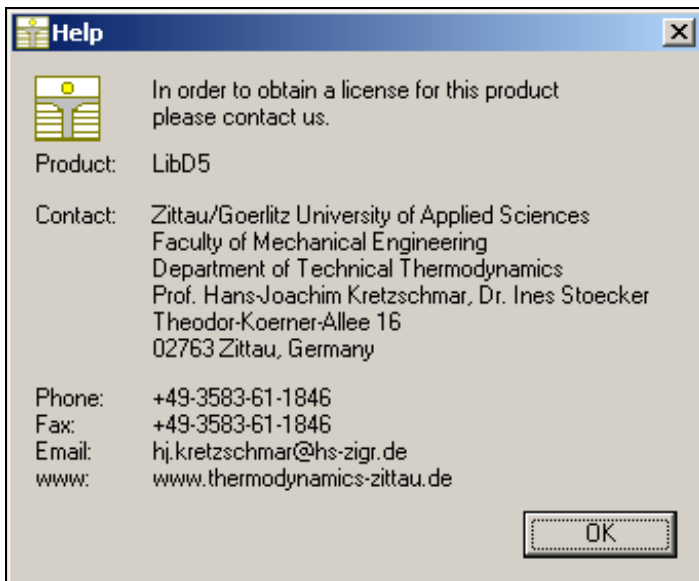 Help
In order to obtain a license for this product
please contact us.
Product: LibD5
Contact: Zittau/Goerlitz University of Applied Sciences
Faculty of Mechanical Engineering
Department of Technical Thermodynamics
Prof. Hans-Joachim Kretzschmar, Dr. Ines Stoecker
Theodor-Koerner-Allee 16
02763 Zittau, Germany
Phone: +49-3583-61-1846
Fax: +49-3583-61-1846
Email: hj.kretzschmar@hs-zigr.de
www: www.thermodynamics-zittau.de
OK